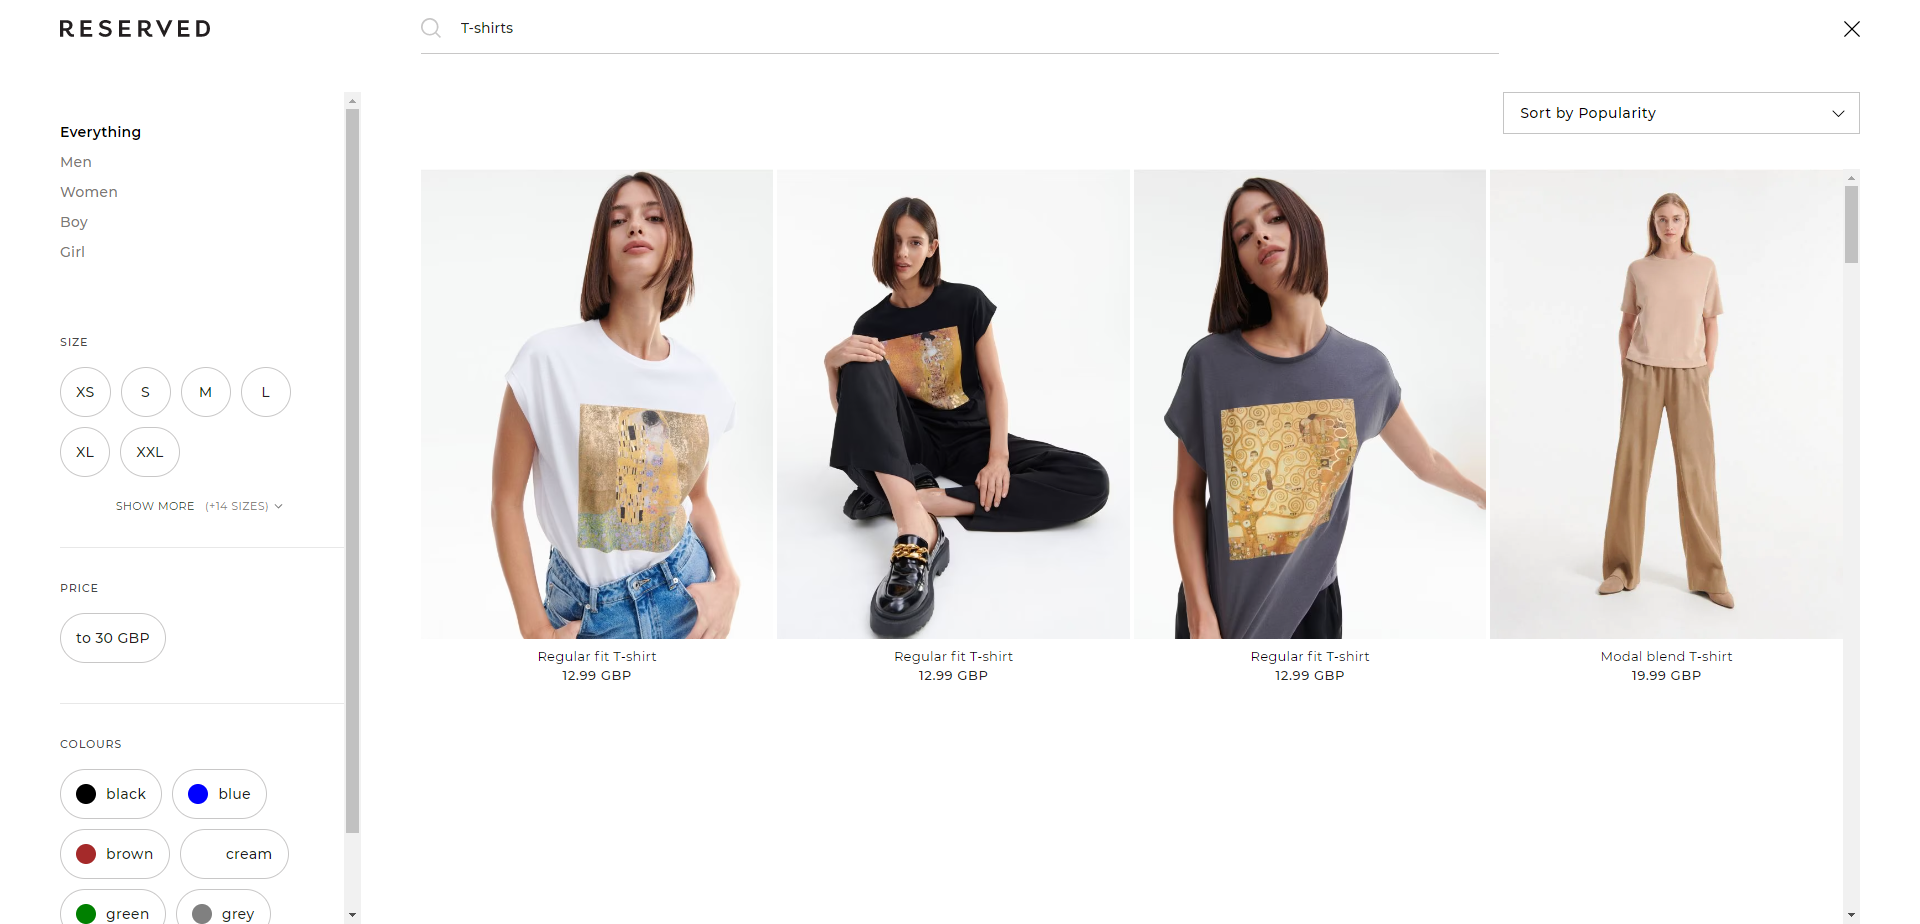 RESERVED
T-shirts
Sort by Popularity
Everything
Men
Women
Boy
Girl
SIZE
XS S M L
XL XXL
SHOW MORE (+14 SIZES)
PRICE
to 30 GBP
COLOURS
black blue
brown cream
green grey
Regular fit T-shirt
12.99 GBP
Regular fit T-shirt
12.99 GBP
Regular fit T-shirt
12.99 GBP
Modal blend T-shirt
19.99 GBP